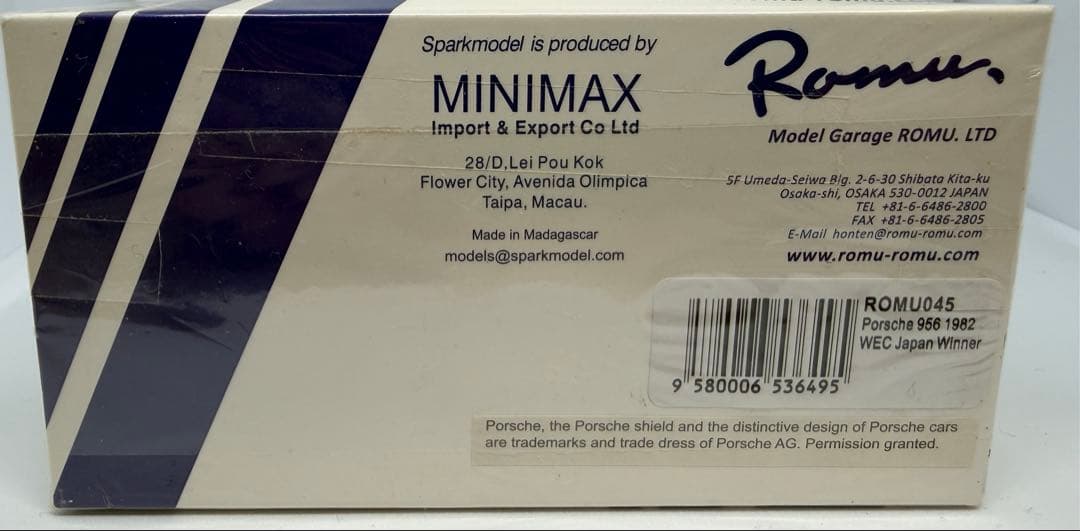 Sparkmodel is produced by
MINIMAX
Import & Export Co Ltd
28/D,Lei Pou Kok
Flower City, Avenida Olimpica
Taipa, Macau.
Made in Madagascar
models@sparkmodel.com
Romu.
Model Garage ROMU. LTD
5F Umeda-Seiwa Blg. 2-6-30 Shibata Kita-ku
Osaka-shi, OSAKA 530-0012 JAPAN
TEL +81-6-6486-2800
FAX +81-6-6486-2805
E-Mail honten@romu-romu.com
www.romu-romu.com
ROMU045
Porsche 956 1982
WEC Japan Winner
9 580006 536495
Porsche, the Porsche shield and the distinctive design of Porsche cars
are trademarks and trade dress of Porsche AG. Permission granted.